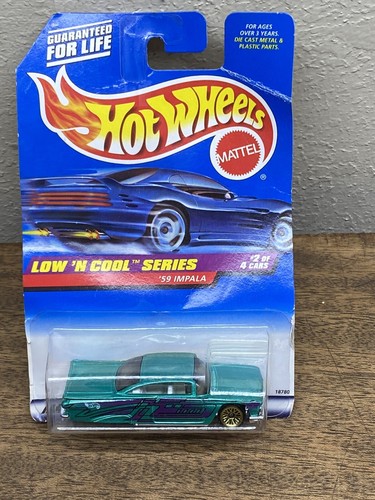 GUARANTEED
FOR LIFE
FOR AGES
OVER 3 YEARS.
DIE CAST METAL &
PLASTIC PARTS.
HOT WHEELS
®
MATTEL
LOW 'N COOL™ SERIES
'59 IMPALA
#2 OF
4 CARS
18780